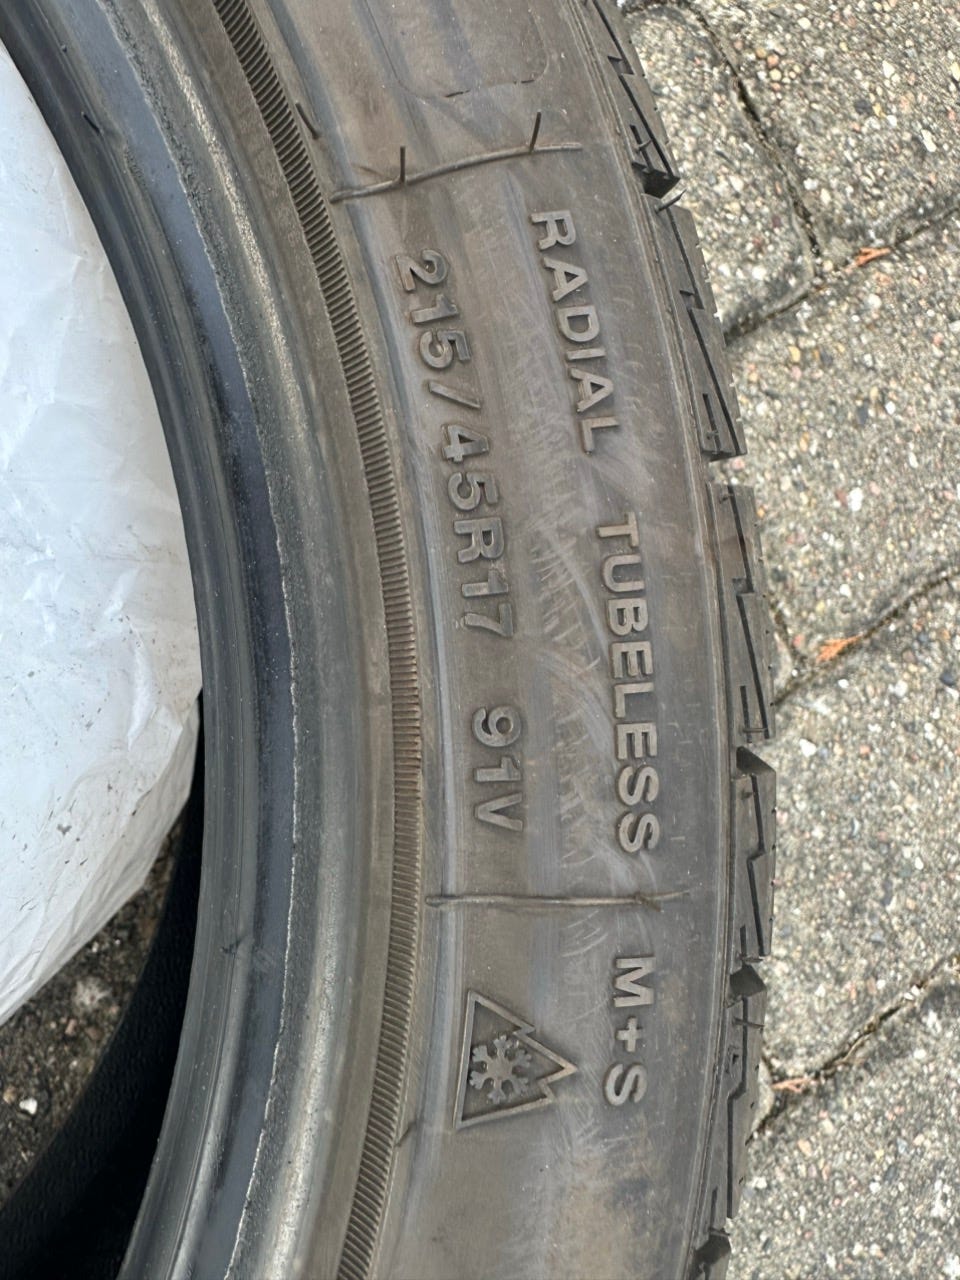 RADIAL TUBELESS M+S
215/45R17 91V